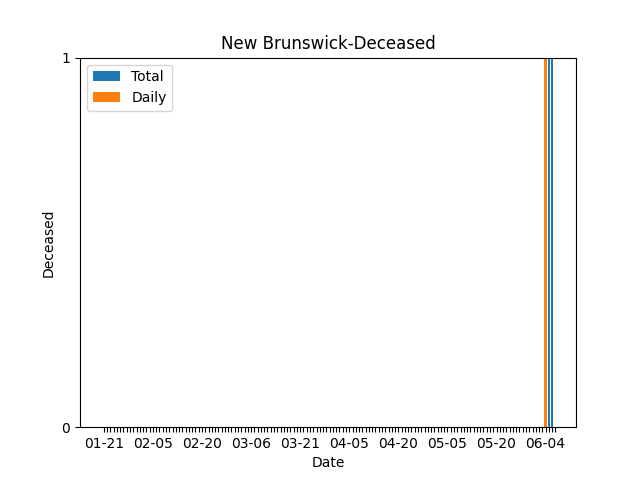 New Brunswick-Deceased
1
Total
Daily
Deceased
0
01-21 02-05 02-20 03-06 03-21 04-05 04-20 05-05 05-20 06-04
Date